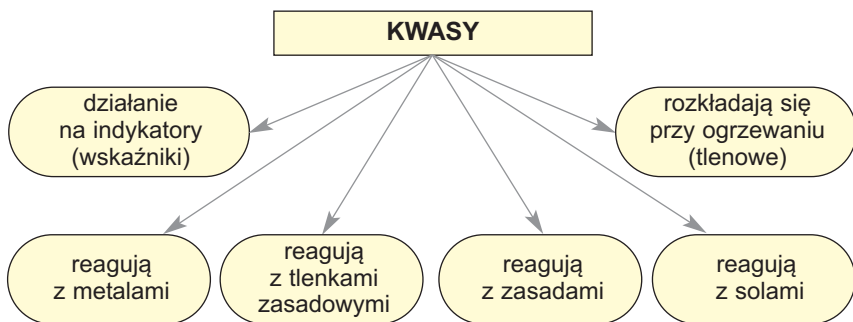 KWASY
działanie
na indykatory
(wskaźniki)
rozkładają się
przy ogrzewaniu
(tlenowe)
reagują
z metalami
reagują
z tlenkami
zasadowymi
reagują
z zasadami
reagują
z solami